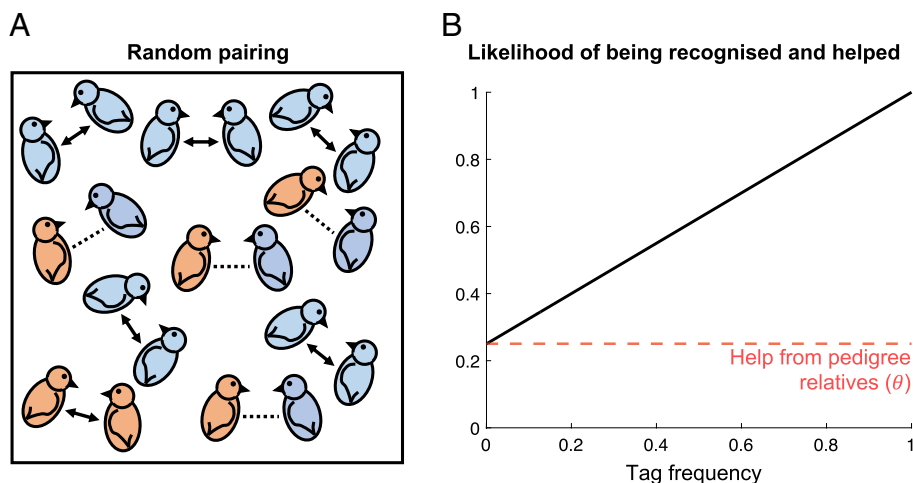 A
Random pairing
B
Likelihood of being recognised and helped
1
0.8
0.6
0.4
0.2
0
Help from pedigree
relatives (θ)
0
0.2
0.4
0.6
0.8
1
Tag frequency